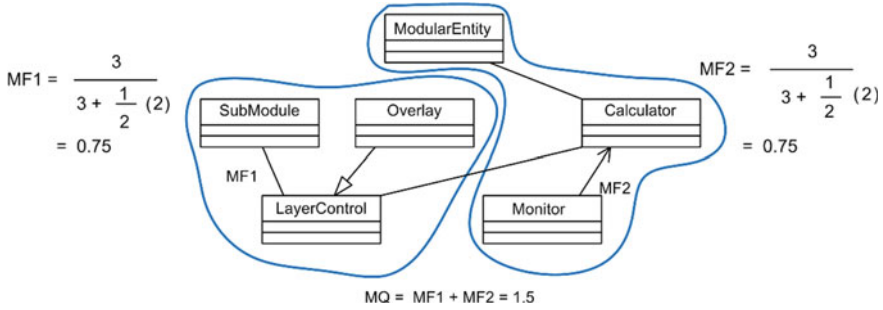 ModularEntity
MF1 = 3 / 3 + 1/2 (2)
= 0.75
MF2 = 3 / 3 + 1/2 (2)
= 0.75
SubModule
Overlay
Calculator
MF1
MF2
LayerControl
Monitor
MQ = MF1 + MF2 = 1.5